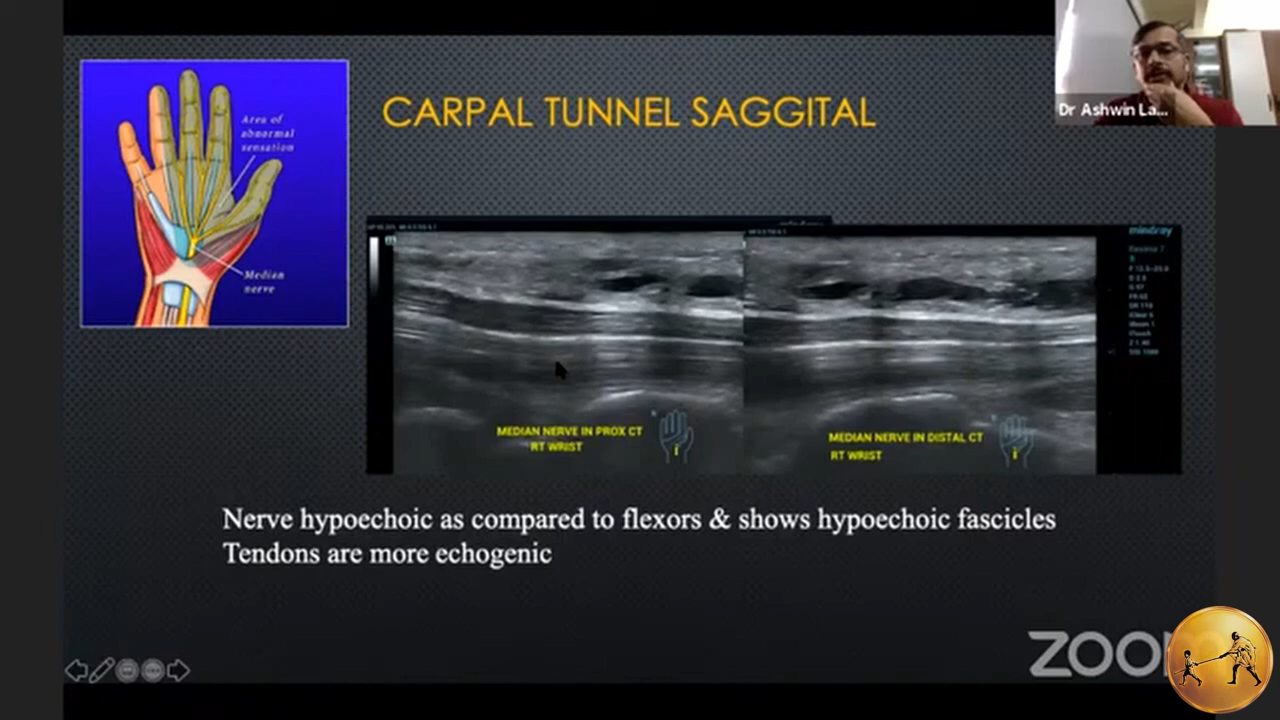 Area of
abnormal
sensation
Median
nerve
CARPAL TUNNEL SAGGITAL
Dr Ashwin La...
mindray
MEDIAN NERVE IN PROX CT
RT WRIST
MEDIAN NERVE IN DISTAL CT
RT WRIST
Nerve hypoechoic as compared to flexors & shows hypoechoic fascicles
Tendons are more echogenic
ZOO